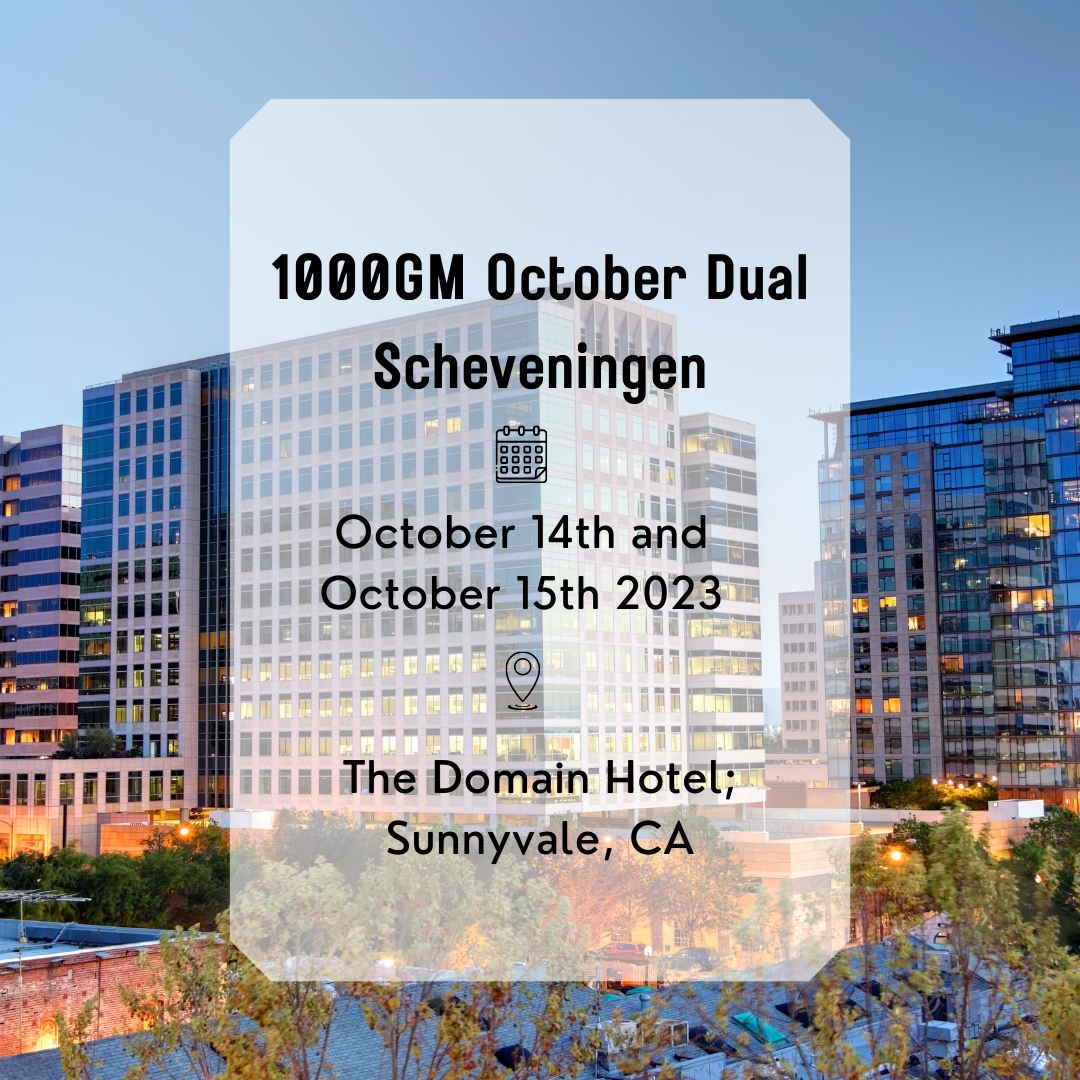 1000GM October Dual
Scheveningen
October 14th and
October 15th 2023
The Domain Hotel;
Sunnyvale, CA